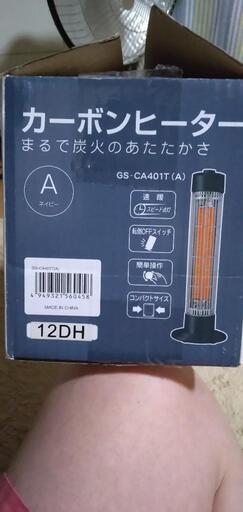 カーボンヒーター
まるで炭火のあたたかさ
A
ネイビー
GS-CA401T(A)
速暖
スピード点灯
転倒OFFスイッチ
簡単操作
コンパクトサイズ
GS-CA401T(A)
4 949321 560458
MADE IN CHINA
12DH